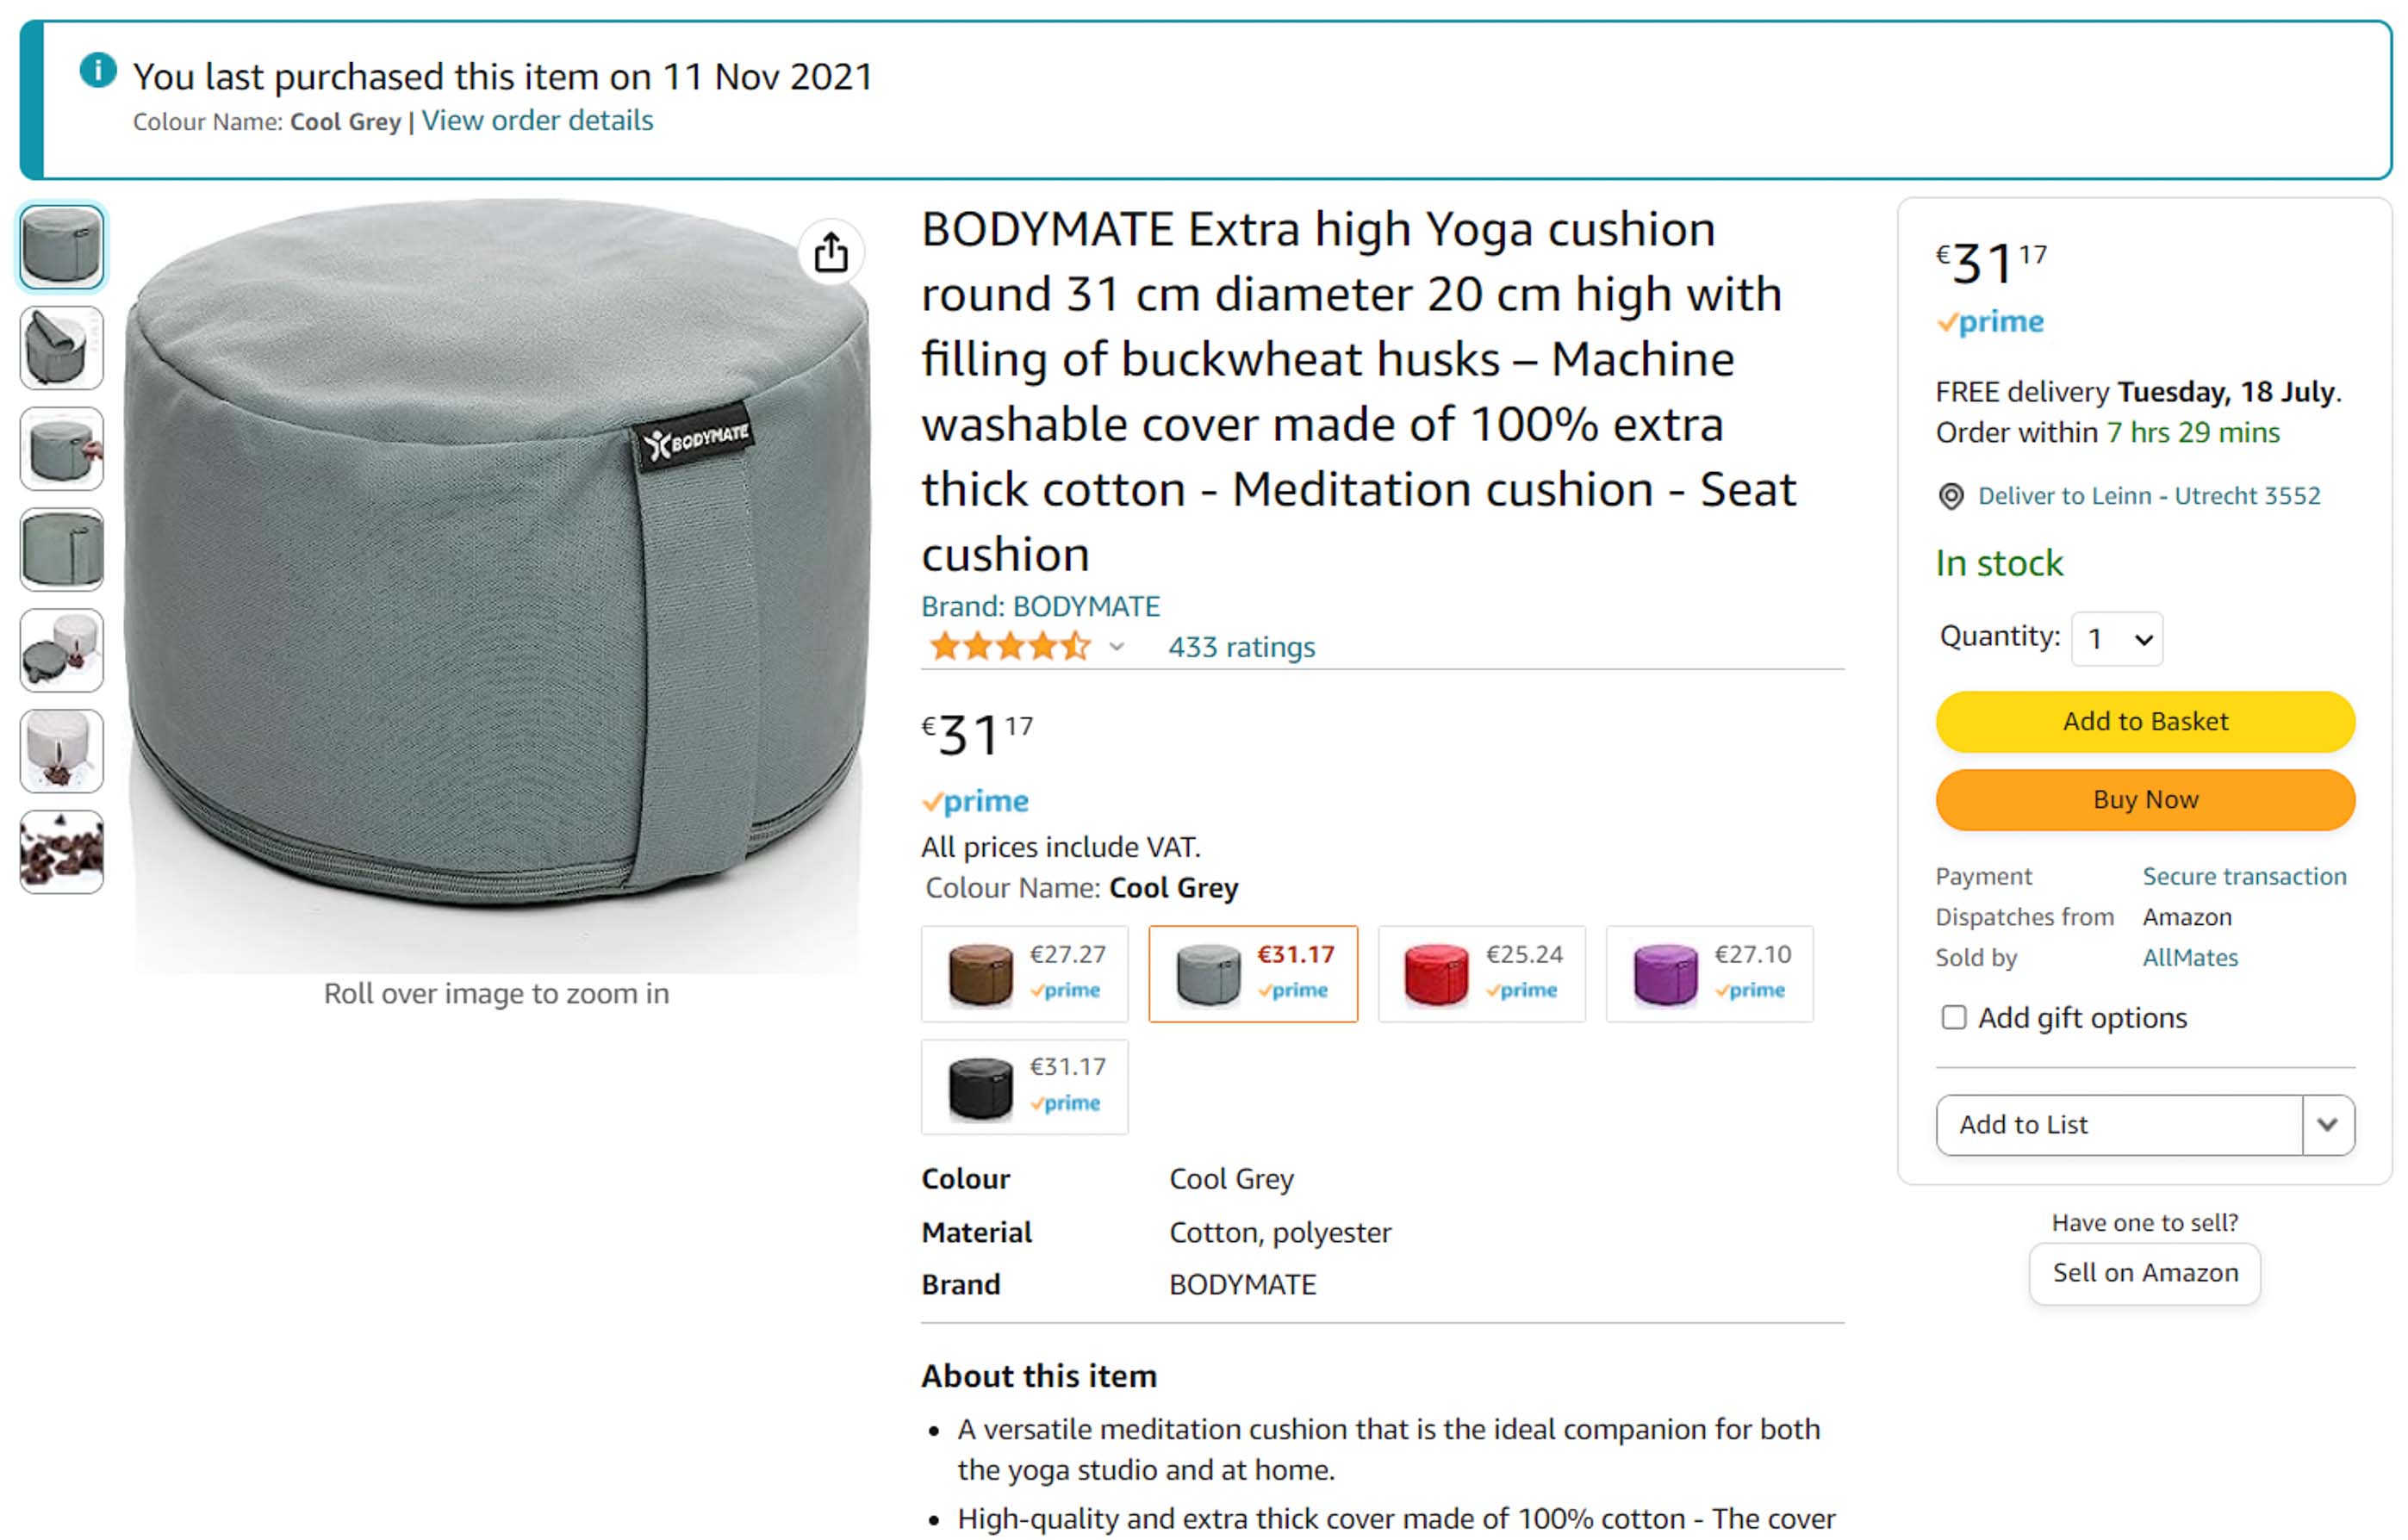 You last purchased this item on 11 Nov 2021
Colour Name: Cool Grey | View order details
BODYMATE
Roll over image to zoom in
BODYMATE Extra high Yoga cushion
round 31 cm diameter 20 cm high with
filling of buckwheat husks – Machine
washable cover made of 100% extra
thick cotton - Meditation cushion - Seat
cushion
Brand: BODYMATE
433 ratings
€31 17
prime
All prices include VAT.
Colour Name: Cool Grey
€27.27
prime
€31.17
prime
€25.24
prime
€27.10
prime
€31.17
prime
Colour Cool Grey
Material Cotton, polyester
Brand BODYMATE
About this item
• A versatile meditation cushion that is the ideal companion for both
the yoga studio and at home.
• High-quality and extra thick cover made of 100% cotton - The cover
€31 17
prime
FREE delivery Tuesday, 18 July.
Order within 7 hrs 29 mins
Deliver to Leinn - Utrecht 3552
In stock
Quantity: 1
Add to Basket
Buy Now
Payment Secure transaction
Dispatches from Amazon
Sold by AllMates
Add gift options
Add to List
Have one to sell?
Sell on Amazon